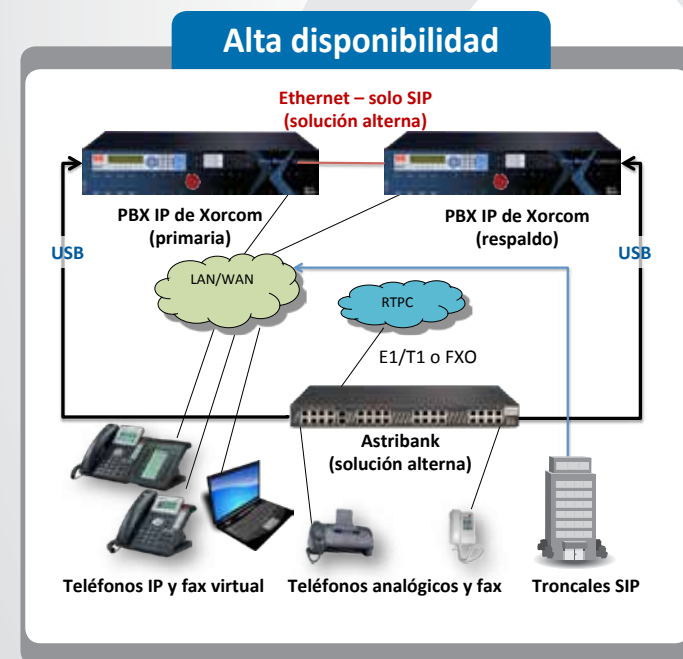 Alta disponibilidad
Ethernet – solo SIP
(solución alterna)
PBX IP de Xorcom
(primaria)
PBX IP de Xorcom
(respaldo)
USB
USB
LAN/WAN
RTPC
E1/T1 o FXO
Astribank
(solución alterna)
Teléfonos IP y fax virtual
Teléfonos analógicos y fax
Troncales SIP